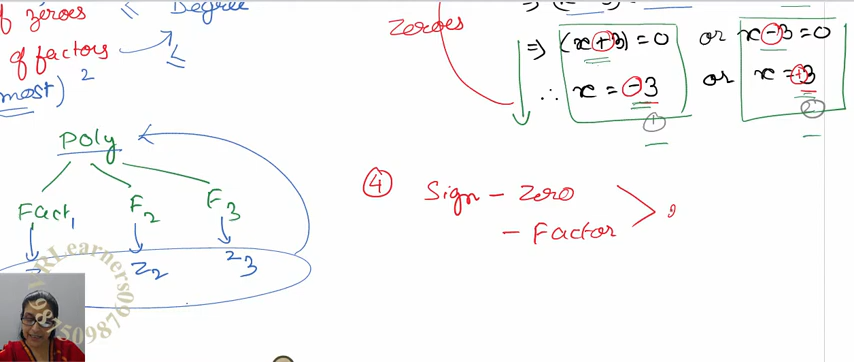 of zeroes ≤ Degree
of factors
≤
most) 2
Poly
Fact1 F2 F3
Z2 Z3
zeroes
⇒ (x+3) = 0 or x-3=0
∴ x = -3 or x = +3
1 2
4 Sign - Zero
- Factor